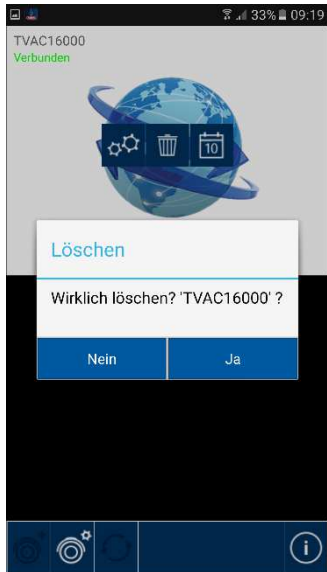 33% 09:19
TVAC16000
Verbunden
10
Löschen
Wirklich löschen? 'TVAC16000' ?
Nein Ja
i